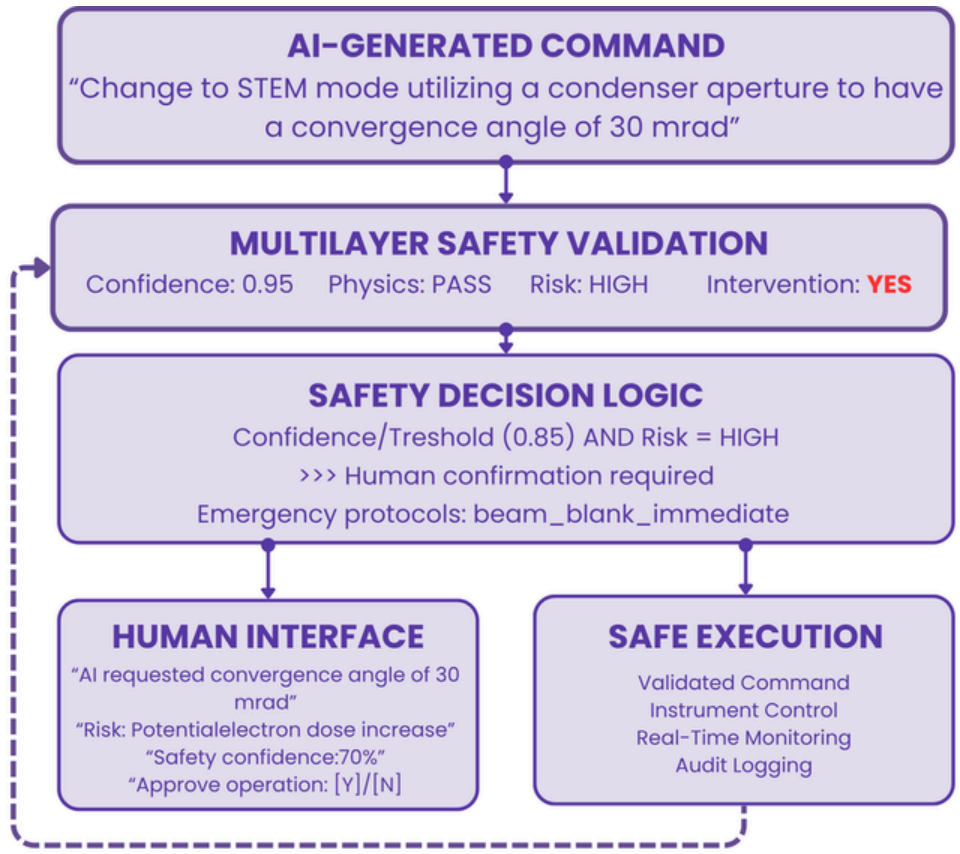 AI-GENERATED COMMAND
“Change to STEM mode utilizing a condenser aperture to have
a convergence angle of 30 mrad”
MULTILAYER SAFETY VALIDATION
Confidence: 0.95 Physics: PASS Risk: HIGH Intervention: YES
SAFETY DECISION LOGIC
Confidence/Treshold (0.85) AND Risk = HIGH
>>> Human confirmation required
Emergency protocols: beam_blank_immediate
HUMAN INTERFACE
“AI requested convergence angle of 30
mrad”
“Risk: Potentialelectron dose increase”
“Safety confidence:70%”
“Approve operation: [Y]/[N]
SAFE EXECUTION
Validated Command
Instrument Control
Real-Time Monitoring
Audit Logging